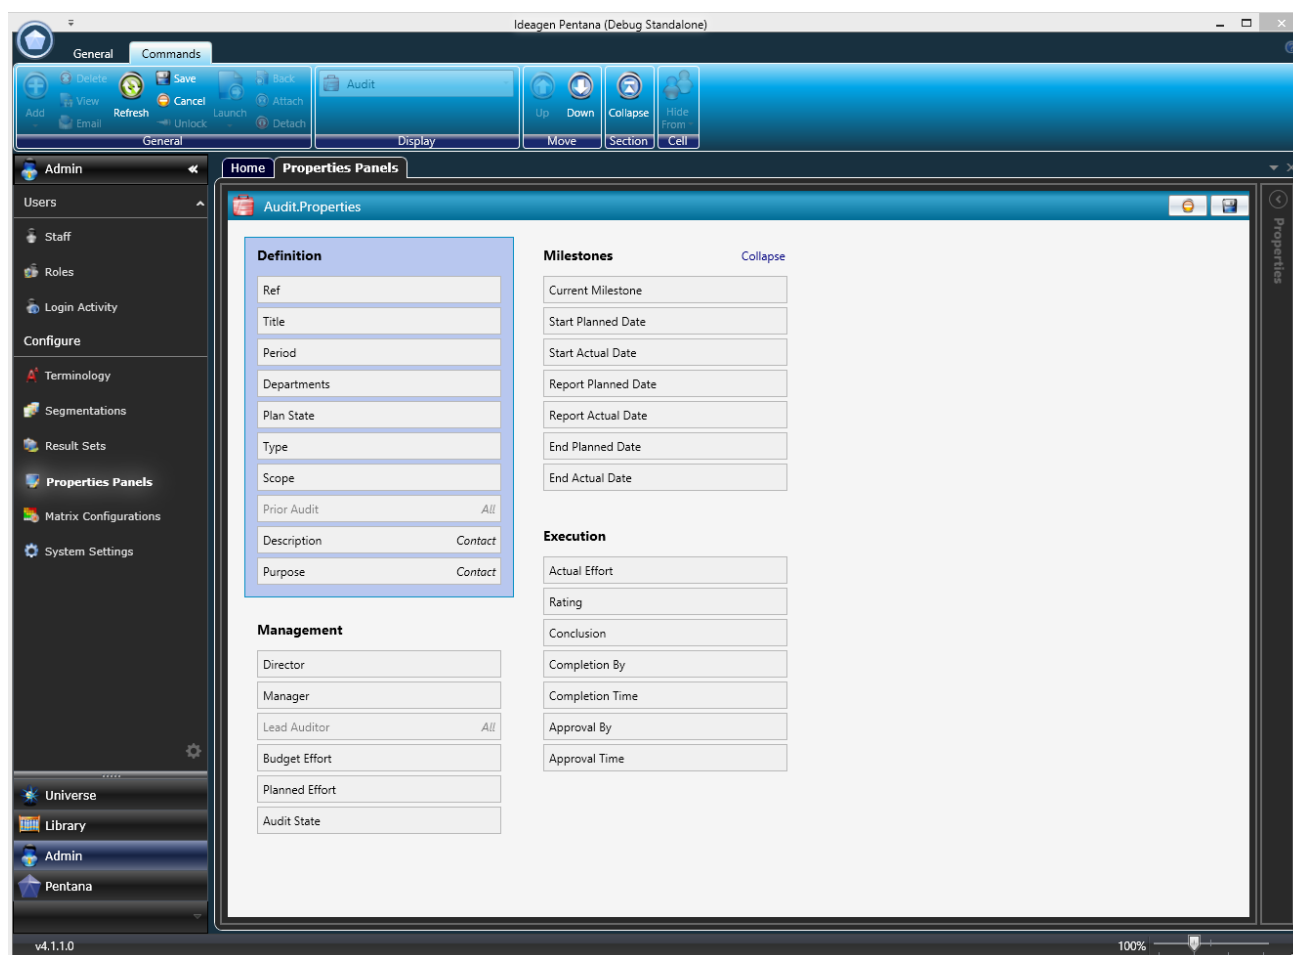 Ideagen Pentana (Debug Standalone)
General Commands
Add
Delete
View
Email
Refresh
Save
Cancel
Unlock
Launch
Back
Attach
Detach
General
Audit
Display
Up
Down
Move
Collapse
Section
Hide
From
Cell
Admin
Home Properties Panels
Users
Staff
Roles
Login Activity
Configure
Terminology
Segmentations
Result Sets
Properties Panels
Matrix Configurations
System Settings
Universe
Library
Admin
Pentana
Audit.Properties
Definition
Ref
Title
Period
Departments
Plan State
Type
Scope
Prior Audit All
Description Contact
Purpose Contact
Management
Director
Manager
Lead Auditor All
Budget Effort
Planned Effort
Audit State
Milestones Collapse
Current Milestone
Start Planned Date
Start Actual Date
Report Planned Date
Report Actual Date
End Planned Date
End Actual Date
Execution
Actual Effort
Rating
Conclusion
Completion By
Completion Time
Approval By
Approval Time
Properties
v4.1.1.0
100%